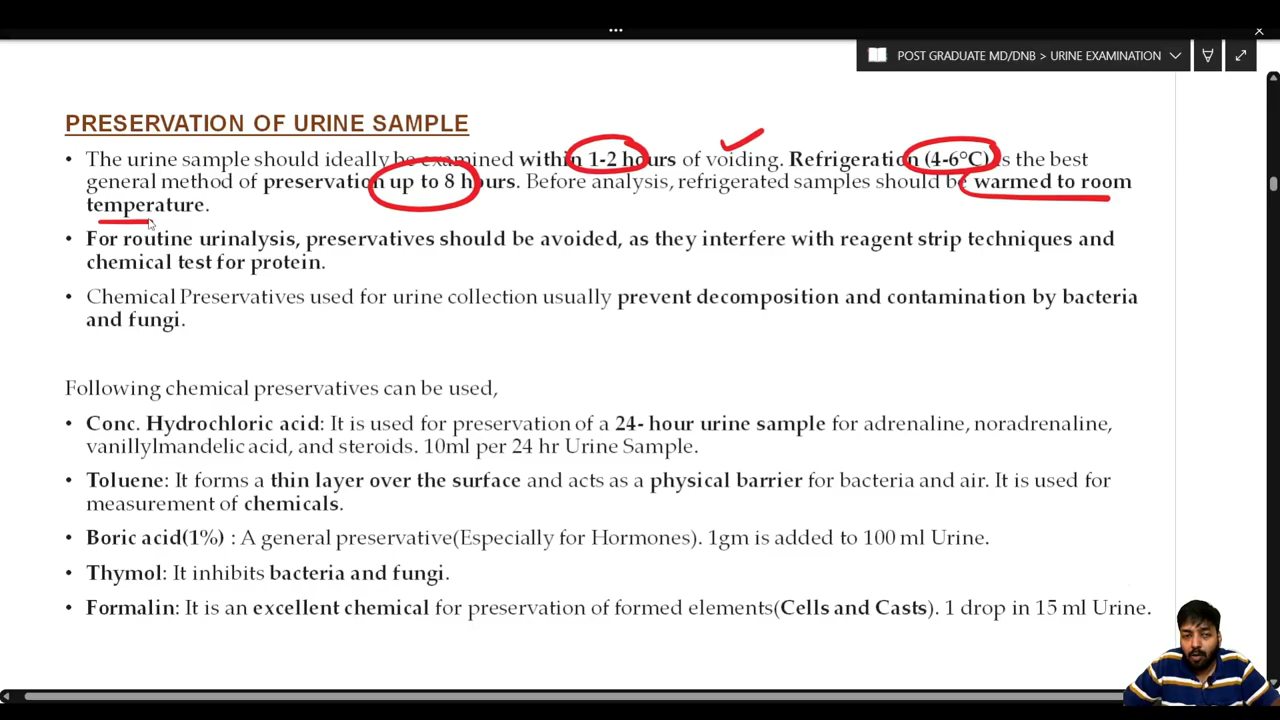 POST GRADUATE MD/DNB > URINE EXAMINATION
PRESERVATION OF URINE SAMPLE
• The urine sample should ideally be examined within 1-2 hours of voiding. Refrigeration (4-6°C) is the best
general method of preservation up to 8 hours. Before analysis, refrigerated samples should be warmed to room
temperature.
• For routine urinalysis, preservatives should be avoided, as they interfere with reagent strip techniques and
chemical test for protein.
• Chemical Preservatives used for urine collection usually prevent decomposition and contamination by bacteria
and fungi.
Following chemical preservatives can be used,
• Conc. Hydrochloric acid: It is used for preservation of a 24- hour urine sample for adrenaline, noradrenaline,
vanillylmandelic acid, and steroids. 10ml per 24 hr Urine Sample.
• Toluene: It forms a thin layer over the surface and acts as a physical barrier for bacteria and air. It is used for
measurement of chemicals.
• Boric acid(1%) : A general preservative(Especially for Hormones). 1gm is added to 100 ml Urine.
• Thymol: It inhibits bacteria and fungi.
• Formalin: It is an excellent chemical for preservation of formed elements(Cells and Casts). 1 drop in 15 ml Urine.